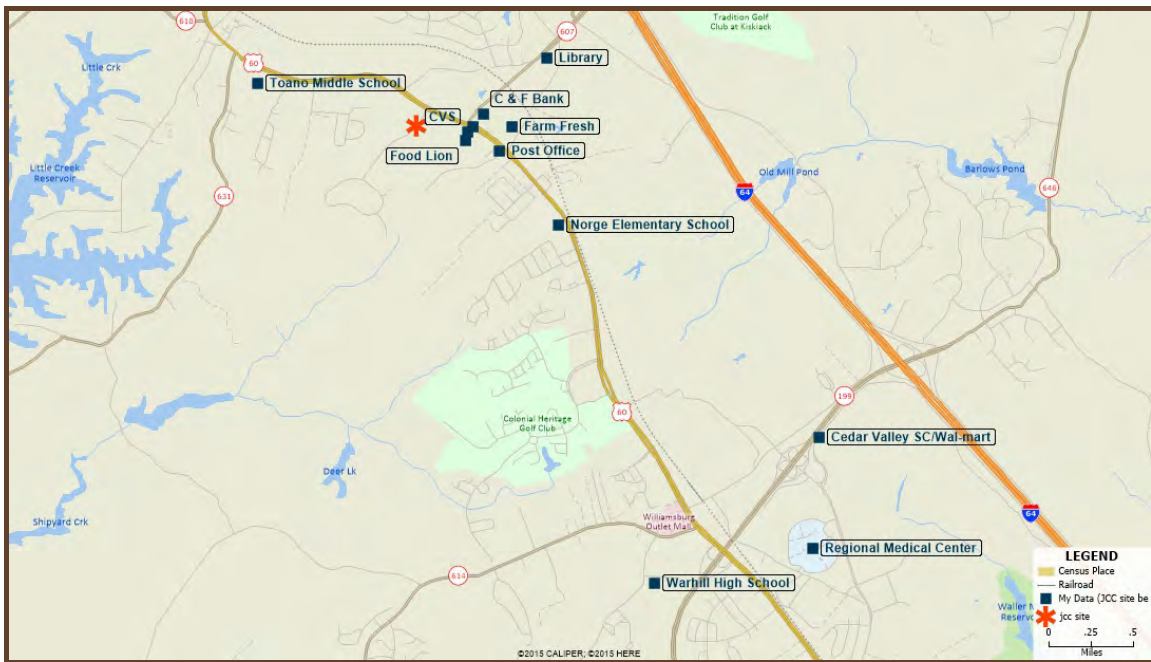 Tradition Golf
Club at Kiskiack
618
607
Little Crk
60
Library
Toano Middle School
C & F Bank
CVS
Farm Fresh
Food Lion
Post Office
Little Creek
Reservoir
631
Old Mill Pond
Barlows Pond
64
646
Norge Elementary School
199
60
Colonial Heritage
Golf Club
Cedar Valley SC/Wal-mart
Deer Lk
Shipyard Crk
Williamsburg
Outlet Mall
64
Regional Medical Center
614
Warhill High School
Waller M
Reservo
LEGEND
Census Place
Railroad
My Data (JCC site be
jcc site
0 .25 .5
Miles
©2015 CALIPER; ©2015 HERE